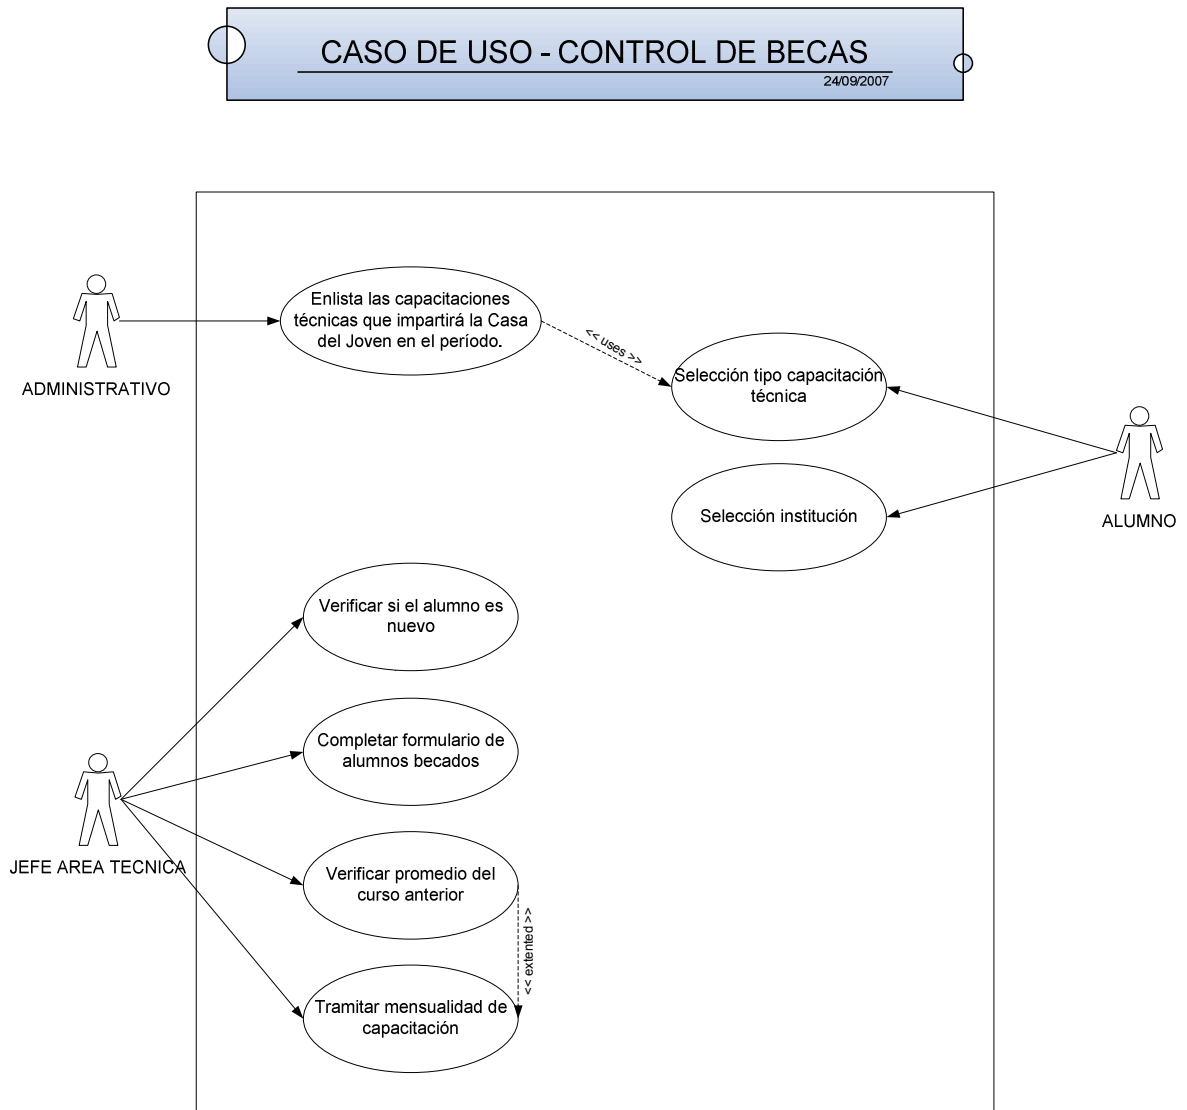 CASO DE USO - CONTROL DE BECAS
24/09/2007
Enlista las capacitaciones
técnicas que impartirá la Casa
del Joven en el período.
<< uses >>
Selección tipo capacitación
técnica
ADMINISTRATIVO
Selección institución
ALUMNO
Verificar si el alumno es
nuevo
Completar formulario de
alumnos becados
JEFE AREA TECNICA
Verificar promedio del
curso anterior
<< extented >>
Tramitar mensualidad de
capacitación